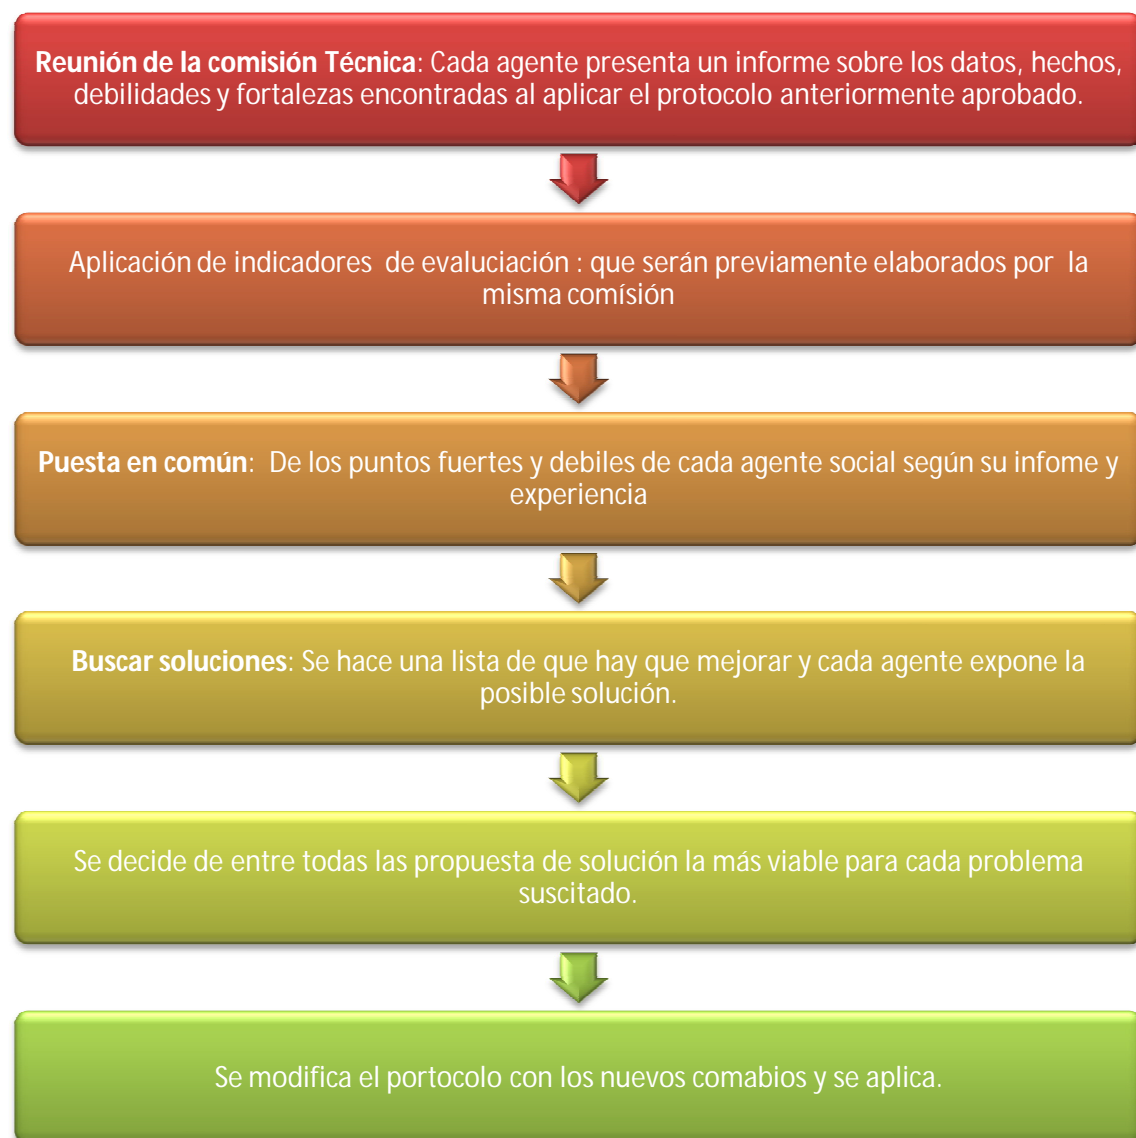 Reunión de la comisión Técnica: Cada agente presenta un informe sobre los datos, hechos,
debilidades y fortalezas encontradas al aplicar el protocolo anteriormente aprobado.
Aplicación de indicadores de evaluciación : que serán previamente elaborados por la
misma comísión
Puesta en común: De los puntos fuertes y debiles de cada agente social según su infome y
experiencia
Buscar soluciones: Se hace una lista de que hay que mejorar y cada agente expone la
posible solución.
Se decide de entre todas las propuesta de solución la más viable para cada problema
suscitado.
Se modifica el portocolo con los nuevos comabios y se aplica.